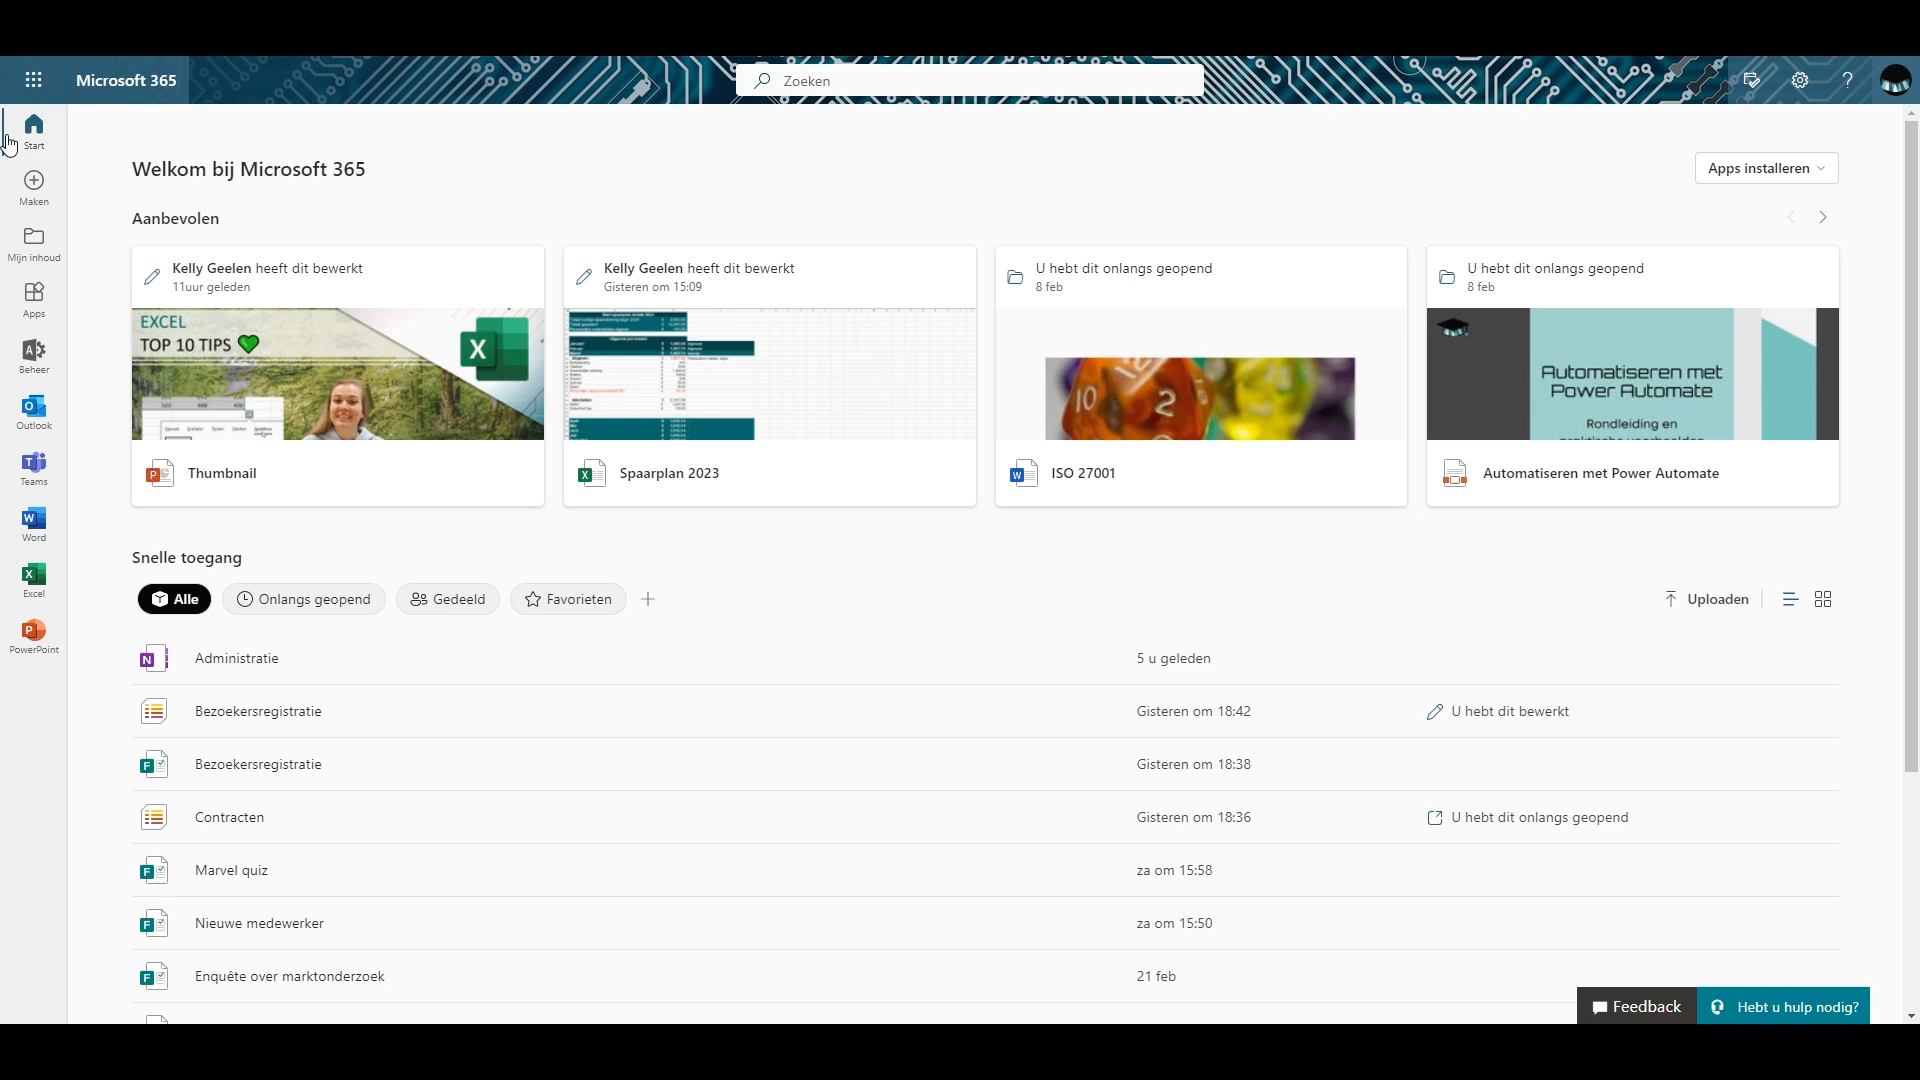 Microsoft 365
Zoeken
Start
Maken
Mijn inhoud
Apps
Beheer
Outlook
Teams
Word
Excel
PowerPoint
Welkom bij Microsoft 365
Apps installeren
Aanbevolen
Kelly Geelen heeft dit bewerkt
11uur geleden
EXCEL
TOP 10 TIPS
Thumbnail
Kelly Geelen heeft dit bewerkt
Gisteren om 15:09
Spaarplan 2023
U hebt dit onlangs geopend
8 feb
10 2
ISO 27001
U hebt dit onlangs geopend
8 feb
Automatiseren met
Power Automate
Rondleiding en
Automatiseren met Power Automate
Snelle toegang
Alle Onlangs geopend Gedeeld Favorieten
Uploaden
Administratie 5 u geleden
Bezoekersregistratie Gisteren om 18:42 U hebt dit bewerkt
Bezoekersregistratie Gisteren om 18:38
Contracten Gisteren om 18:36 U hebt dit onlangs geopend
Marvel quiz za om 15:58
Nieuwe medewerker za om 15:50
Enquête over marktonderzoek 21 feb
Feedback Hebt u hulp nodig?